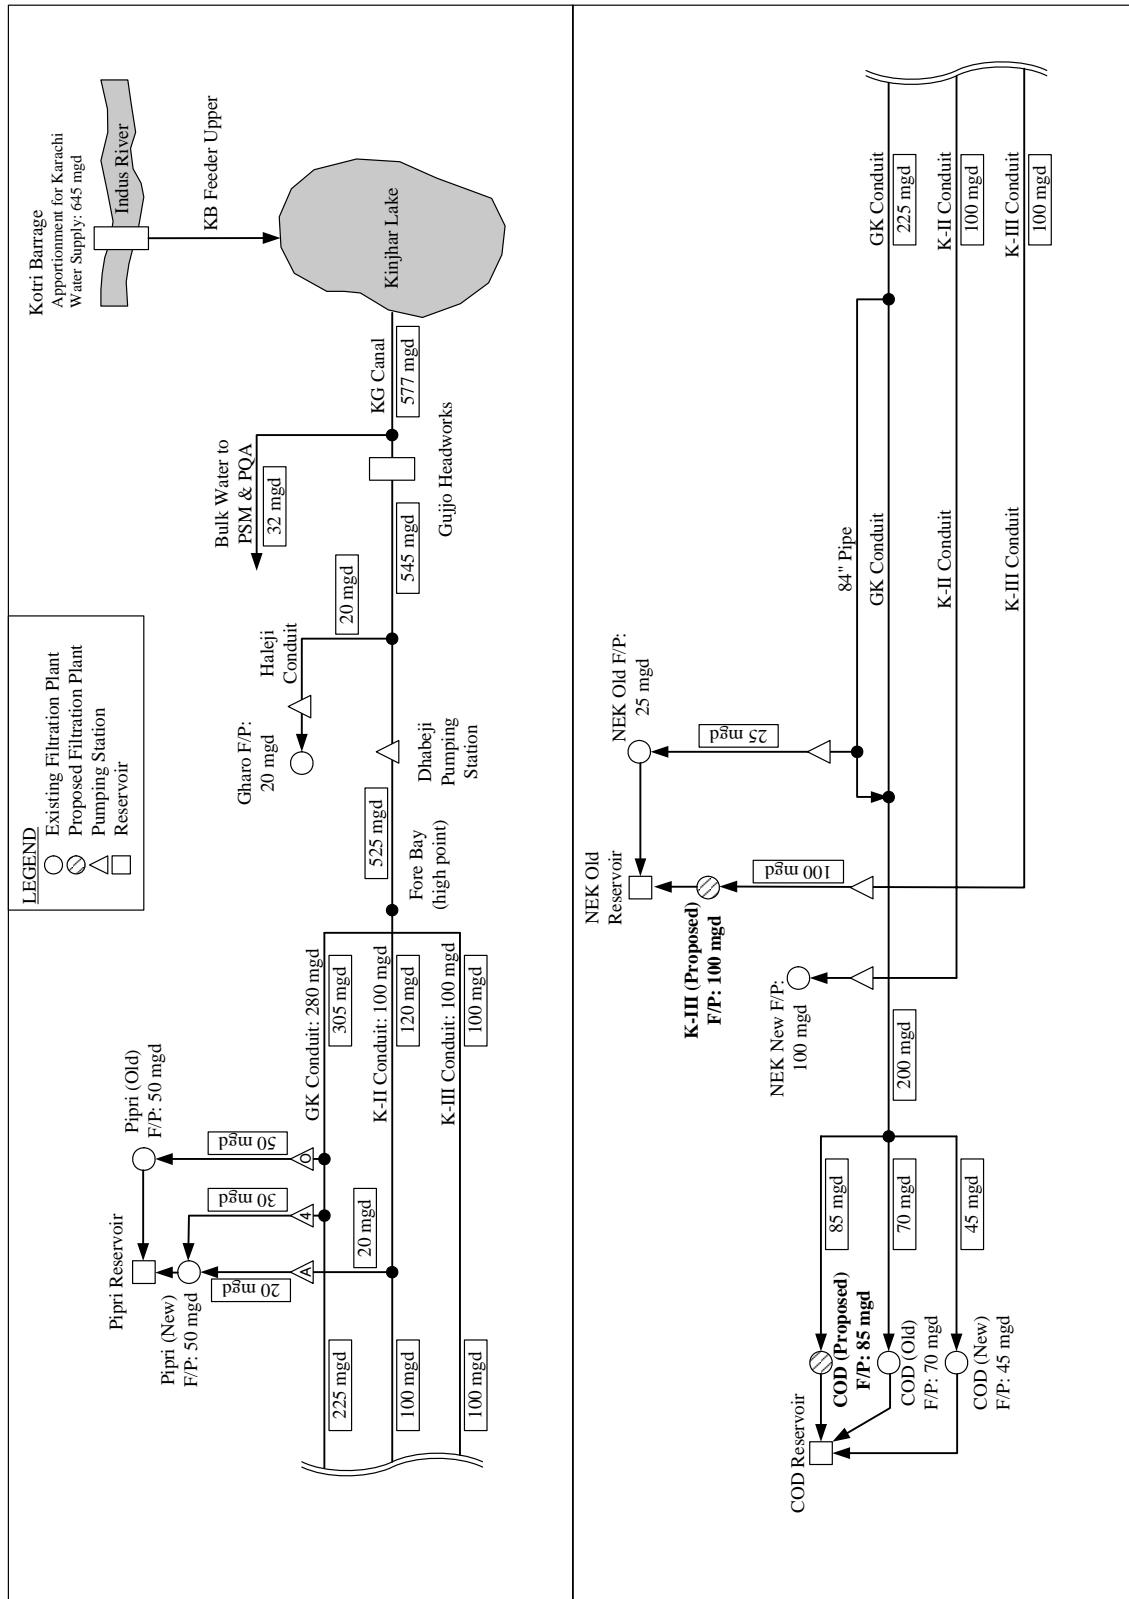 Kotri Barrage
Apportionment for Karachi
Water Supply: 645 mgd
Indus River
KB Feeder Upper
Kinjhar Lake
KG Canal
577 mgd
Bulk Water to
PSM & PQA
32 mgd
Gujjo Headworks
545 mgd
20 mgd
Haleji
Conduit
Gharo F/P:
20 mgd
Dhabeji
Pumping
Station
525 mgd
Fore Bay
(high point)
LEGEND
Existing Filtration Plant
Proposed Filtration Plant
Pumping Station
Reservoir
GK Conduit: 280 mgd
305 mgd
K-II Conduit: 100 mgd
120 mgd
K-III Conduit: 100 mgd
100 mgd
Pipri (Old)
F/P: 50 mgd
50 mgd
O
30 mgd
4
20 mgd
20 mgd
A
Pipri Reservoir
Pipri (New)
F/P: 50 mgd
225 mgd
100 mgd
100 mgd
GK Conduit
225 mgd
K-II Conduit
100 mgd
K-III Conduit
100 mgd
84" Pipe
GK Conduit
K-II Conduit
K-III Conduit
NEK Old F/P:
25 mgd
25 mgd
NEK Old
Reservoir
100 mgd
K-III (Proposed)
F/P: 100 mgd
NEK New F/P:
100 mgd
200 mgd
85 mgd
70 mgd
45 mgd
COD (Proposed)
F/P: 85 mgd
COD (Old)
F/P: 70 mgd
COD (New)
F/P: 45 mgd
COD Reservoir